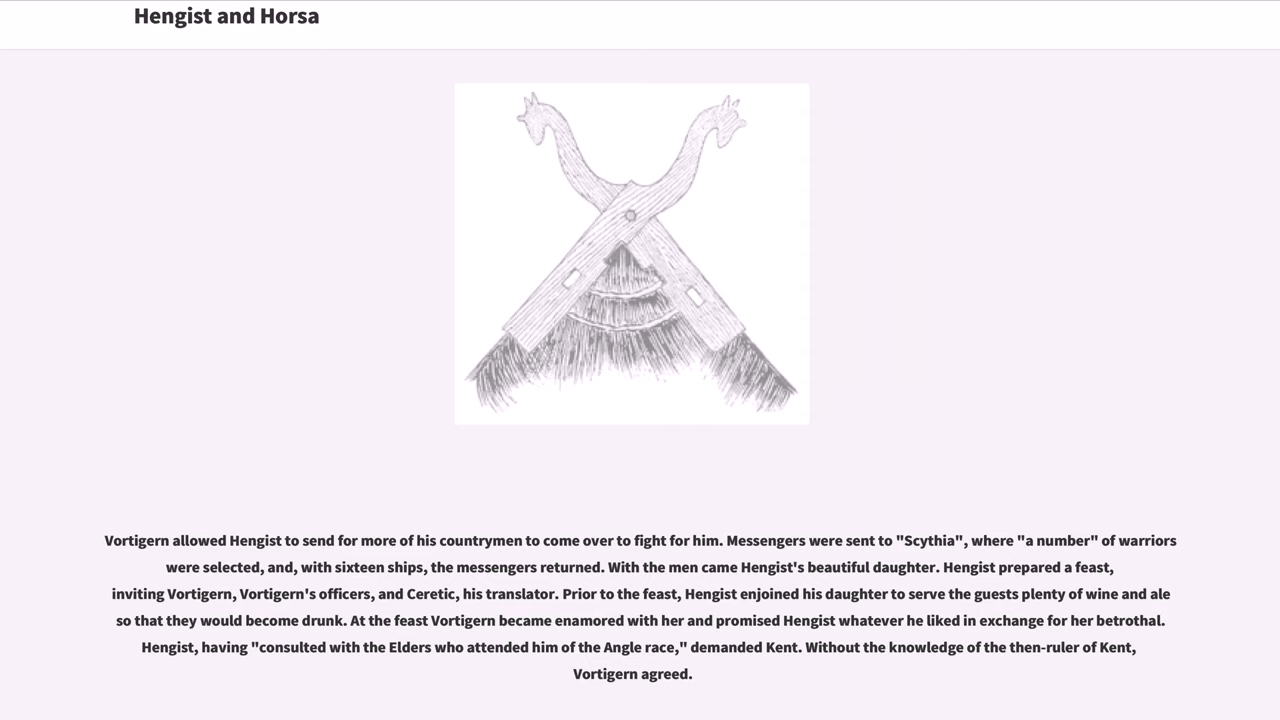 Hengist and Horsa
Vortigern allowed Hengist to send for more of his countrymen to come over to fight for him. Messengers were sent to "Scythia", where "a number" of warriors
were selected, and, with sixteen ships, the messengers returned. With the men came Hengist's beautiful daughter. Hengist prepared a feast,
inviting Vortigern, Vortigern's officers, and Ceretic, his translator. Prior to the feast, Hengist enjoined his daughter to serve the guests plenty of wine and ale
so that they would become drunk. At the feast Vortigern became enamored with her and promised Hengist whatever he liked in exchange for her betrothal.
Hengist, having "consulted with the Elders who attended him of the Angle race," demanded Kent. Without the knowledge of the then-ruler of Kent,
Vortigern agreed.